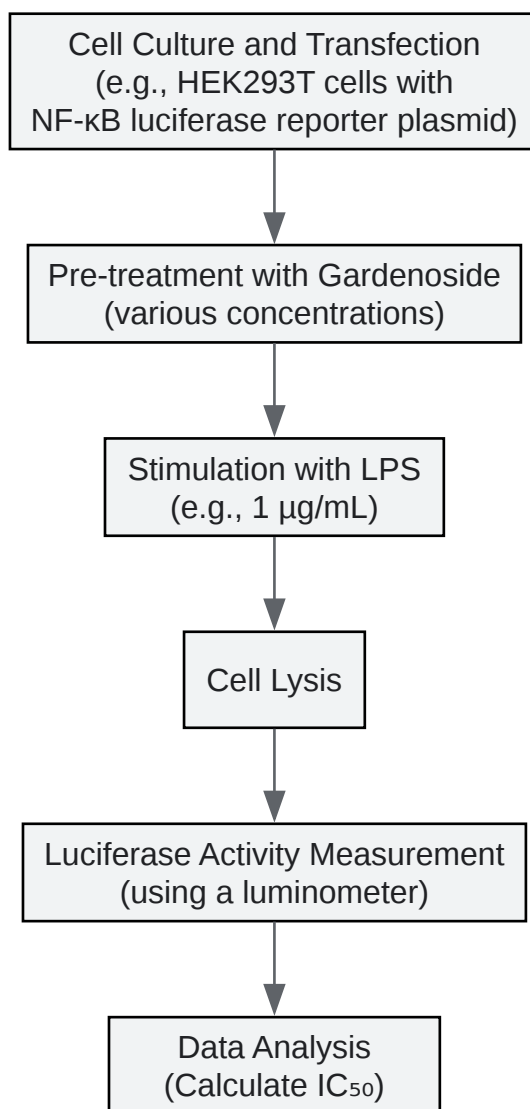 Cell Culture and Transfection
(e.g., HEK293T cells with
NF-κB luciferase reporter plasmid)
Pre-treatment with Gardenoside
(various concentrations)
Stimulation with LPS
(e.g., 1 µg/mL)
Cell Lysis
Luciferase Activity Measurement
(using a luminometer)
Data Analysis
(Calculate IC₅₀)